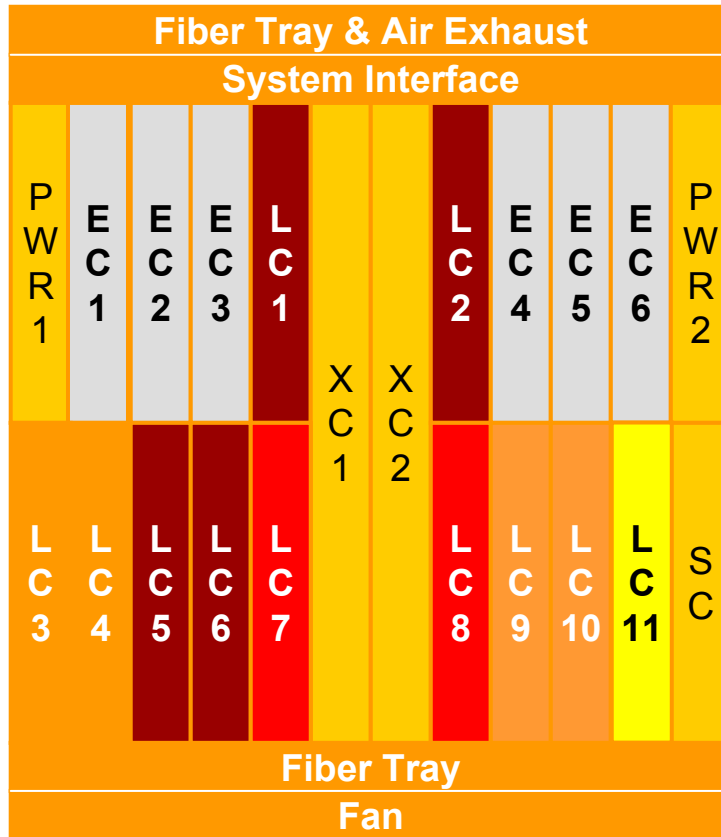 Fiber Tray & Air Exhaust
System Interface
PWR1
EC1
EC2
EC3
LC1
XC1
XC2
LC2
EC4
EC5
EC6
PWR2
LC3
LC4
LC5
LC6
LC7
LC8
LC9
LC10
LC11
SC
Fiber Tray
Fan